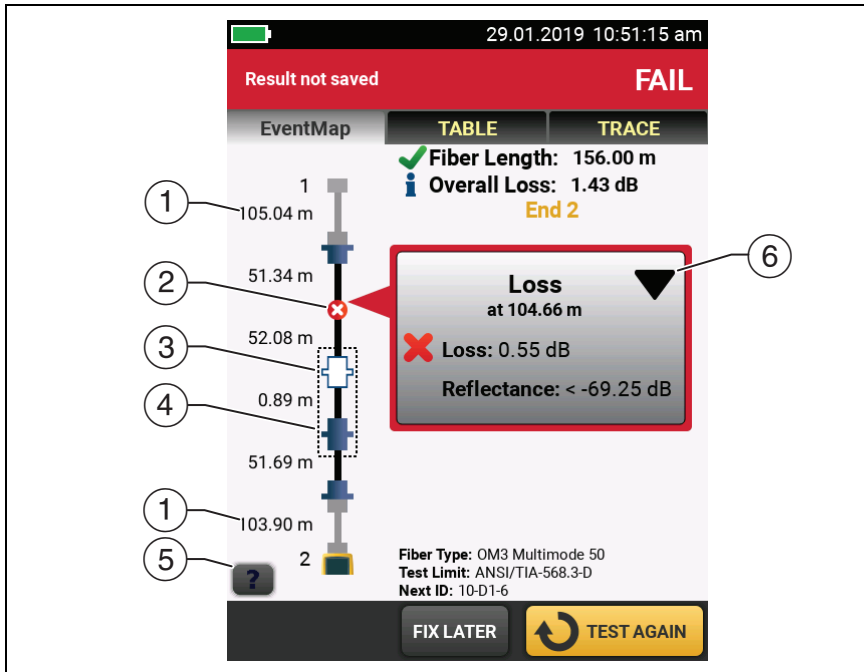 29.01.2019 10:51:15 am
Result not saved FAIL
EventMap TABLE TRACE
Fiber Length: 156.00 m
Overall Loss: 1.43 dB
End 2
1
1
105.04 m
6
51.34 m
2
Loss
at 104.66 m
Loss: 0.55 dB
Reflectance: < -69.25 dB
52.08 m
3
0.89 m
4
51.69 m
1
103.90 m
5
?
2
Fiber Type: OM3 Multimode 50
Test Limit: ANSI/TIA-568.3-D
Next ID: 10-D1-6
FIX LATER TEST AGAIN